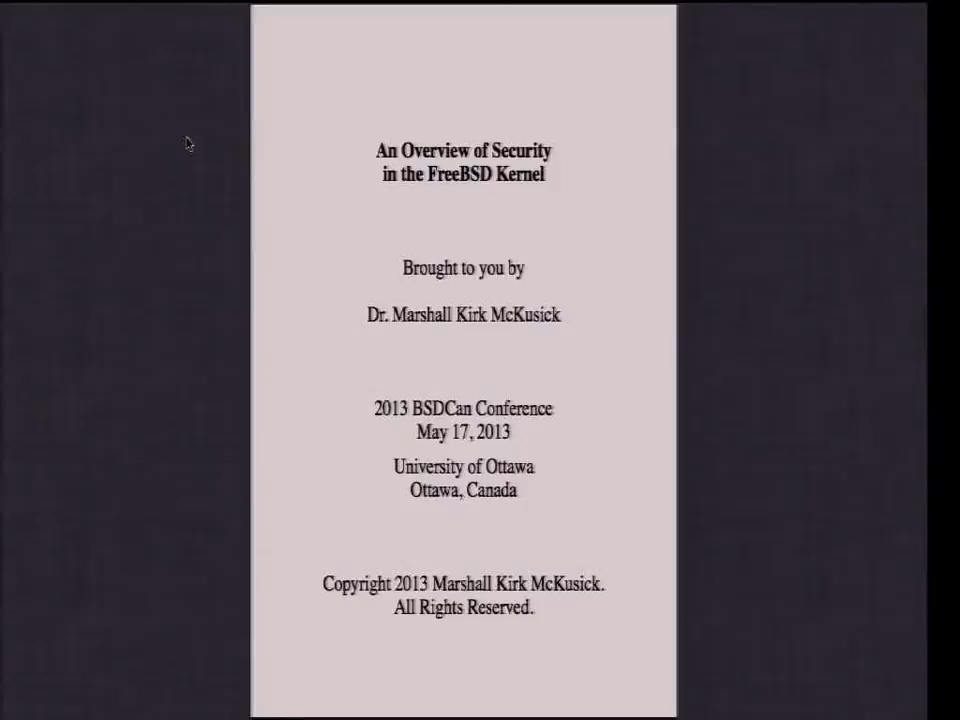 An Overview of Security
in the FreeBSD Kernel
Brought to you by
Dr. Marshall Kirk McKusick
2013 BSDCan Conference
May 17, 2013
University of Ottawa
Ottawa, Canada
Copyright 2013 Marshall Kirk McKusick.
All Rights Reserved.